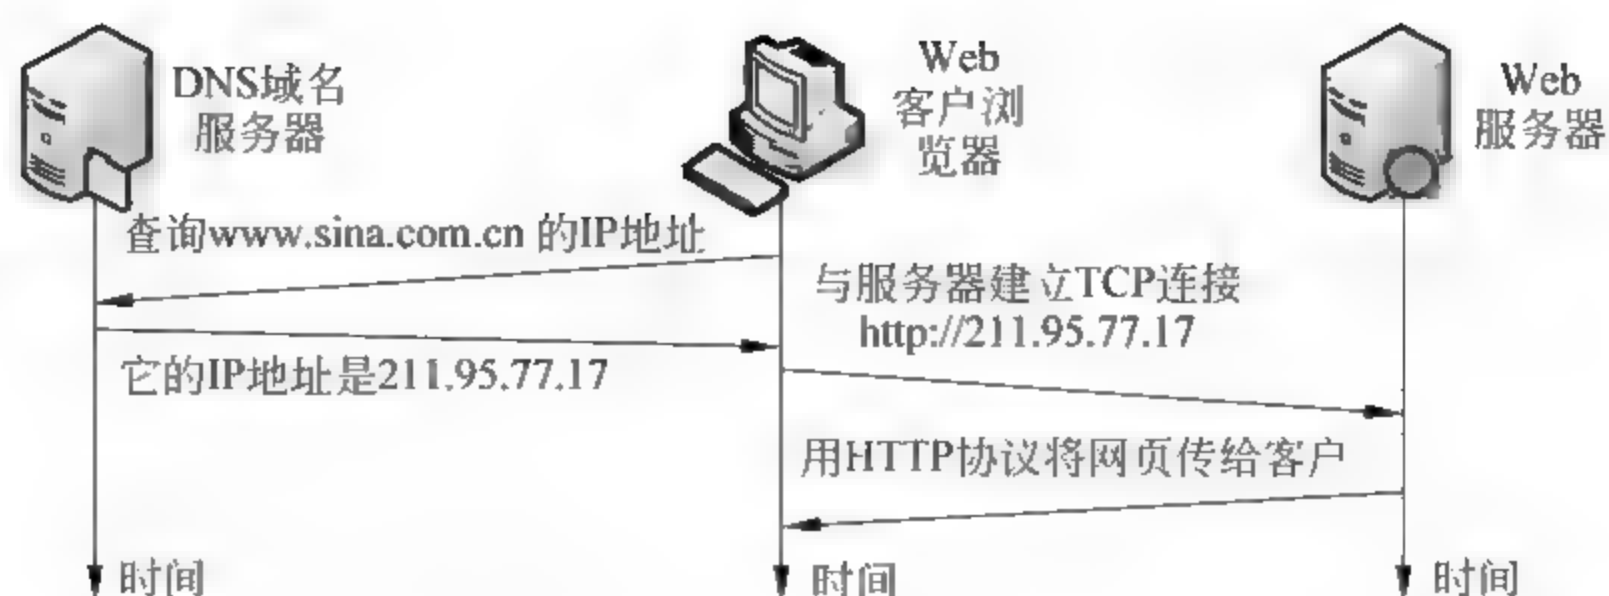 DNS域名
服务器
Web
客户浏
览器
Web
服务器
查询www.sina.com.cn 的IP地址
与服务器建立TCP连接
http://211.95.77.17
它的IP地址是211.95.77.17
用HTTP协议将网页传给客户
时间
时间
时间